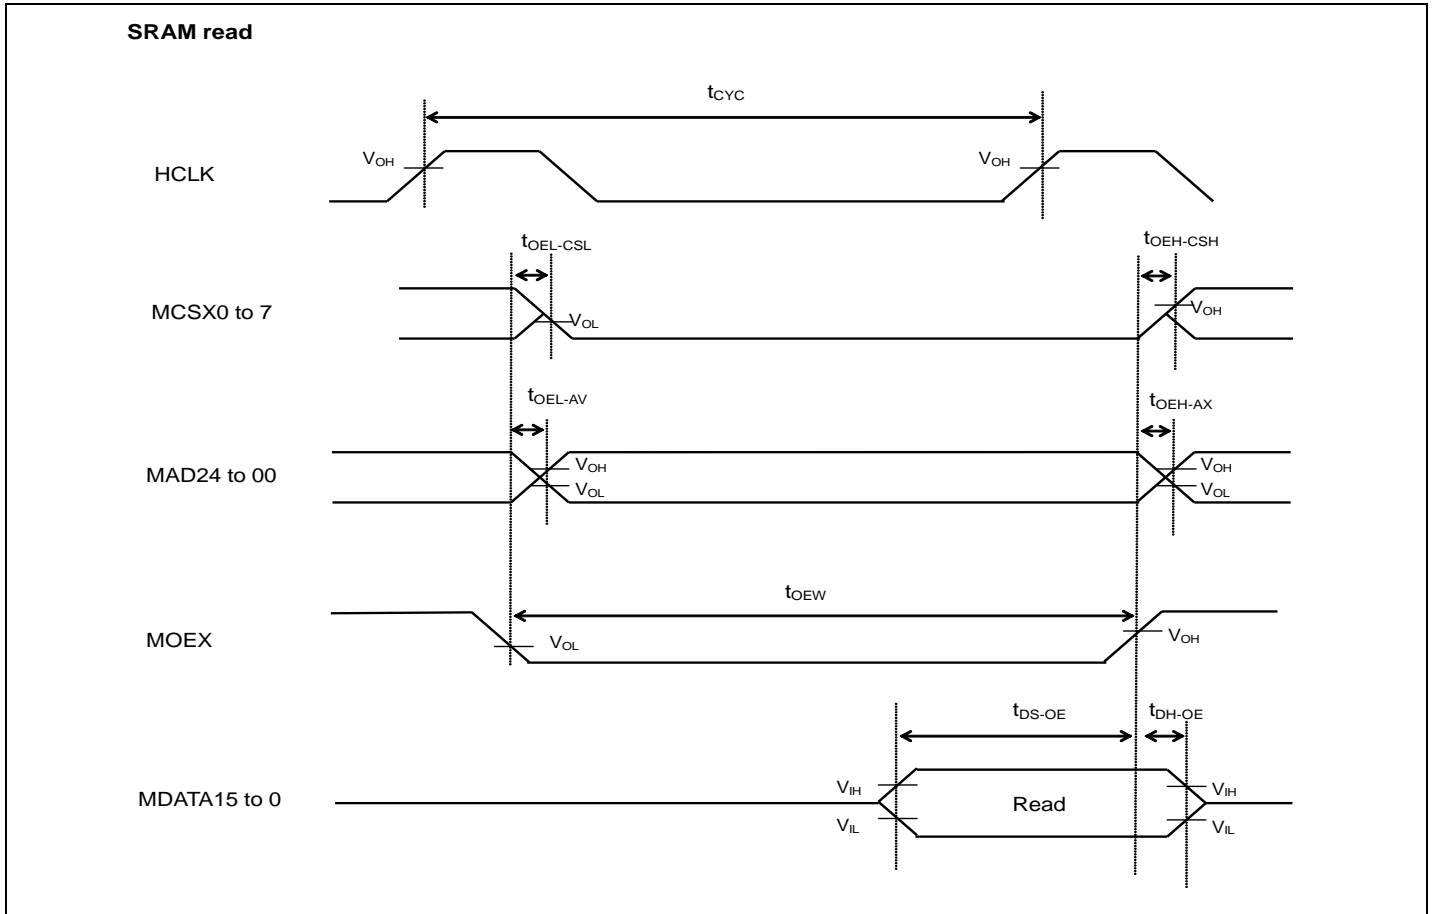 SRAM read
tCYC
HCLK
VOH
VOH
tOEL-CSL
tOEH-CSH
MCSX0 to 7
VOL
VOH
tOEL-AV
tOEH-AX
MAD24 to 00
VOH
VOL
VOH
VOL
tOEW
MOEX
VOL
VOH
tDS-OE
tDH-OE
MDATA15 to 0
VIH
VIL
Read
VIH
VIL